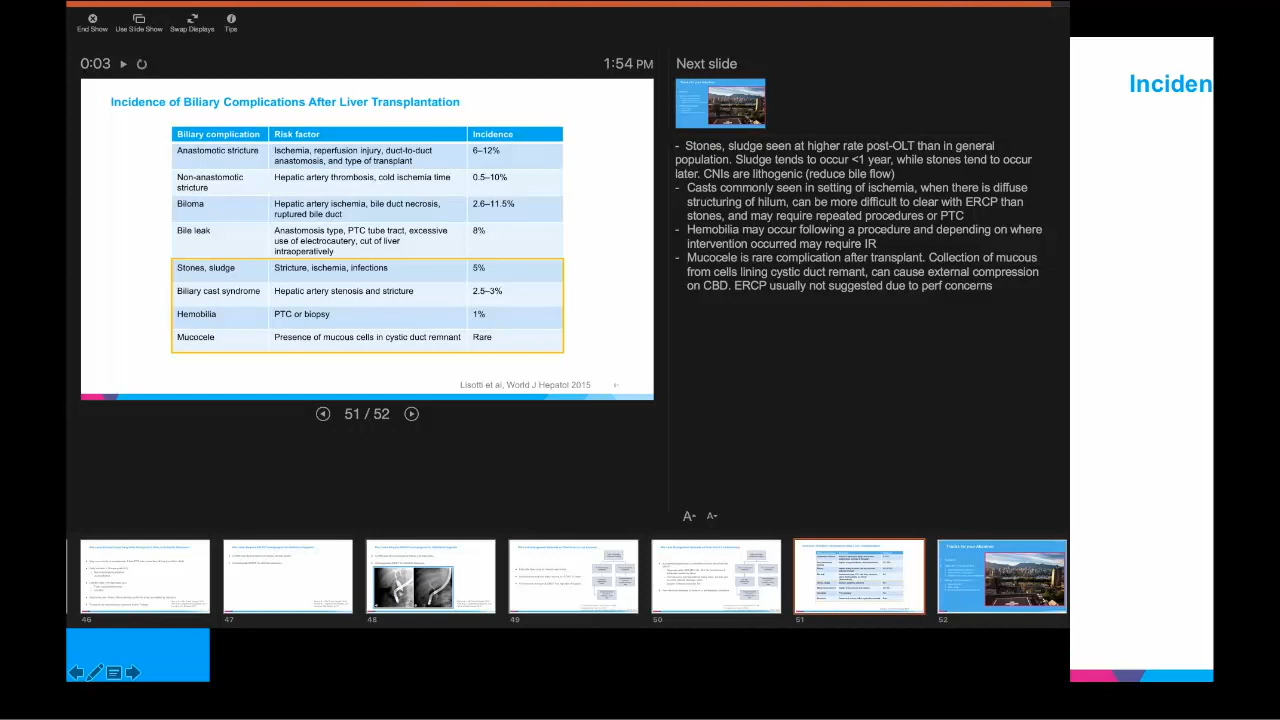 End Show
Use Slide Show
Swap Displays
Tips
0:03
1:54 PM
Next slide
Inciden
Incidence of Biliary Complications After Liver Transplantation
Biliary complication Risk factor Incidence
Anastomotic stricture Ischemia, reperfusion injury, duct-to-duct 6–12%
anastomosis, and type of transplant
Non-anastomotic Hepatic artery thrombosis, cold ischemia time 0.5–10%
stricture
Biloma Hepatic artery ischemia, bile duct necrosis, 2.6–11.5%
ruptured bile duct
Bile leak Anastomosis type, PTC tube tract, excessive 8%
use of electrocautery, cut of liver
intraoperatively
Stones, sludge Stricture, ischemia, infections 5%
Biliary cast syndrome Hepatic artery stenosis and stricture 2.5–3%
Hemobilia PTC or biopsy 1%
Mucocele Presence of mucous cells in cystic duct remnant Rare
Lisotti et al, World J Hepatol 2015
51 / 52
- Stones, sludge seen at higher rate post-OLT than in general
population. Sludge tends to occur <1 year, while stones tend to occur
later. CNIs are lithogenic (reduce bile flow)
- Casts commonly seen in setting of ischemia, when there is diffuse
structuring of hilum, can be more difficult to clear with ERCP than
stones, and may require repeated procedures or PTC
- Hemobilia may occur following a procedure and depending on where
intervention occurred may require IR
- Mucocele is rare complication after transplant. Collection of mucous
from cells lining cystic duct remant, can cause external compression
on CBD. ERCP usually not suggested due to perf concerns
A A
Thanks for your Attention!
46
47
48
49
50
51
52